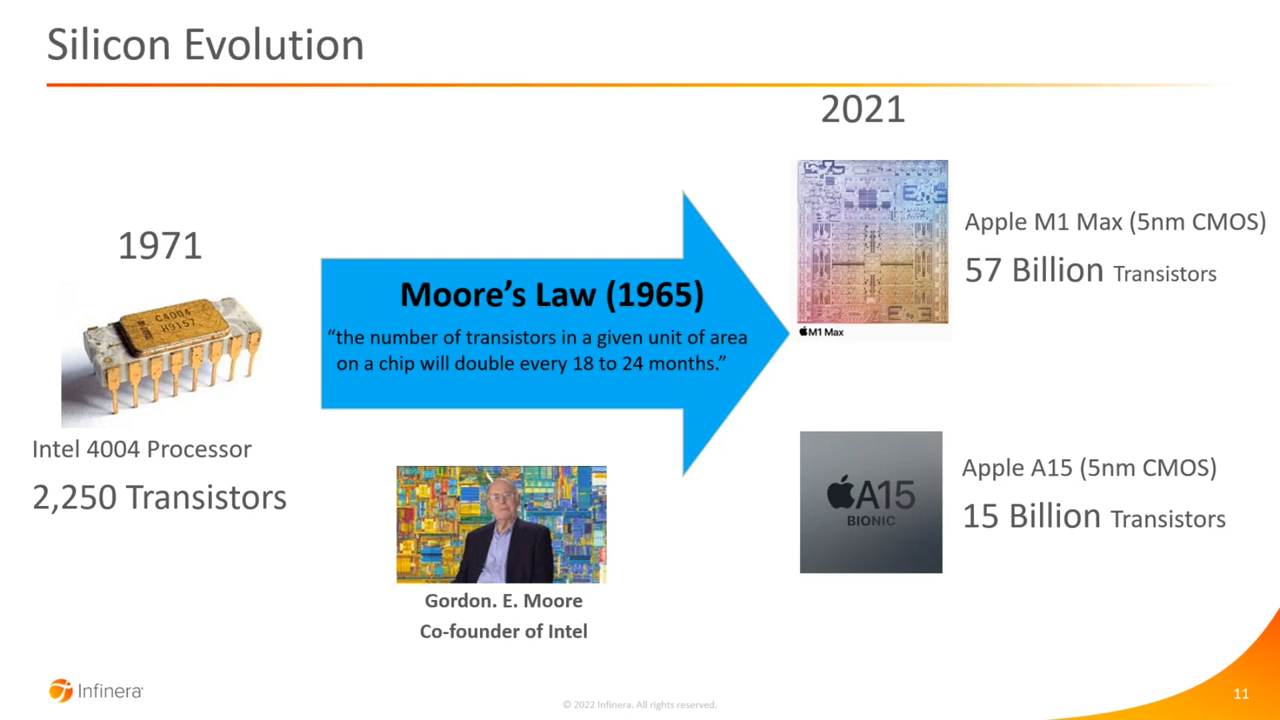 Silicon Evolution
2021
1971
C4004
H9157
Moore’s Law (1965)
“the number of transistors in a given unit of area
on a chip will double every 18 to 24 months.”
M1 Max
Apple M1 Max (5nm CMOS)
57 Billion Transistors
Intel 4004 Processor
2,250 Transistors
A15
BIONIC
Apple A15 (5nm CMOS)
15 Billion Transistors
Gordon. E. Moore
Co-founder of Intel
Infinera
© 2022 Infinera. All rights reserved.
11